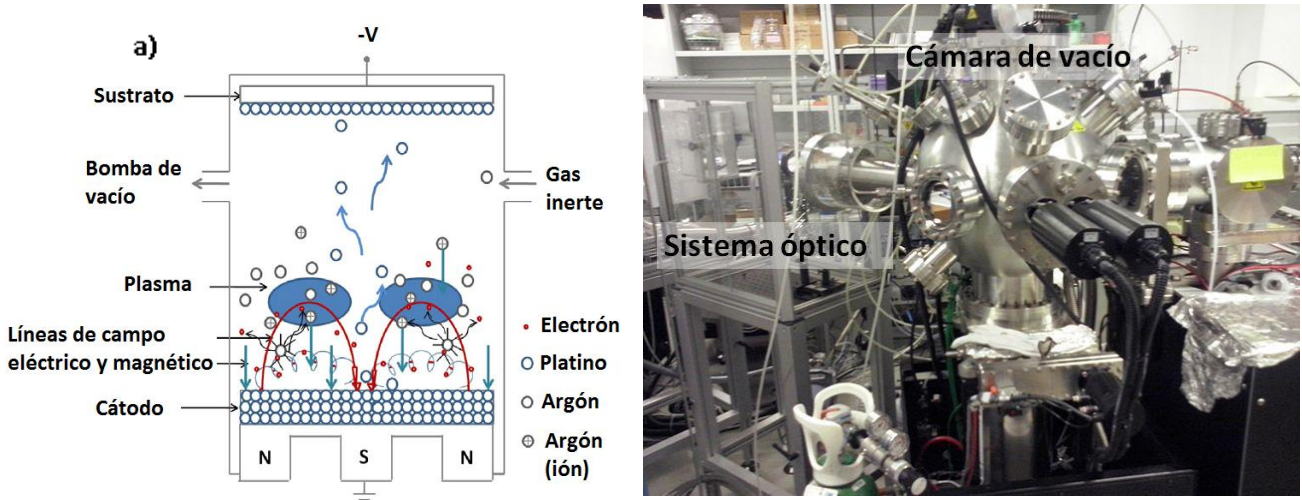 a)
-V
Sustrato
Bomba de
vacío
Gas
inerte
Plasma
Líneas de campo
eléctrico y magnético
Cátodo
Electrón
Platino
Argón
Argón
(ión)
N
S
N
Cámara de vacío
Sistema óptico